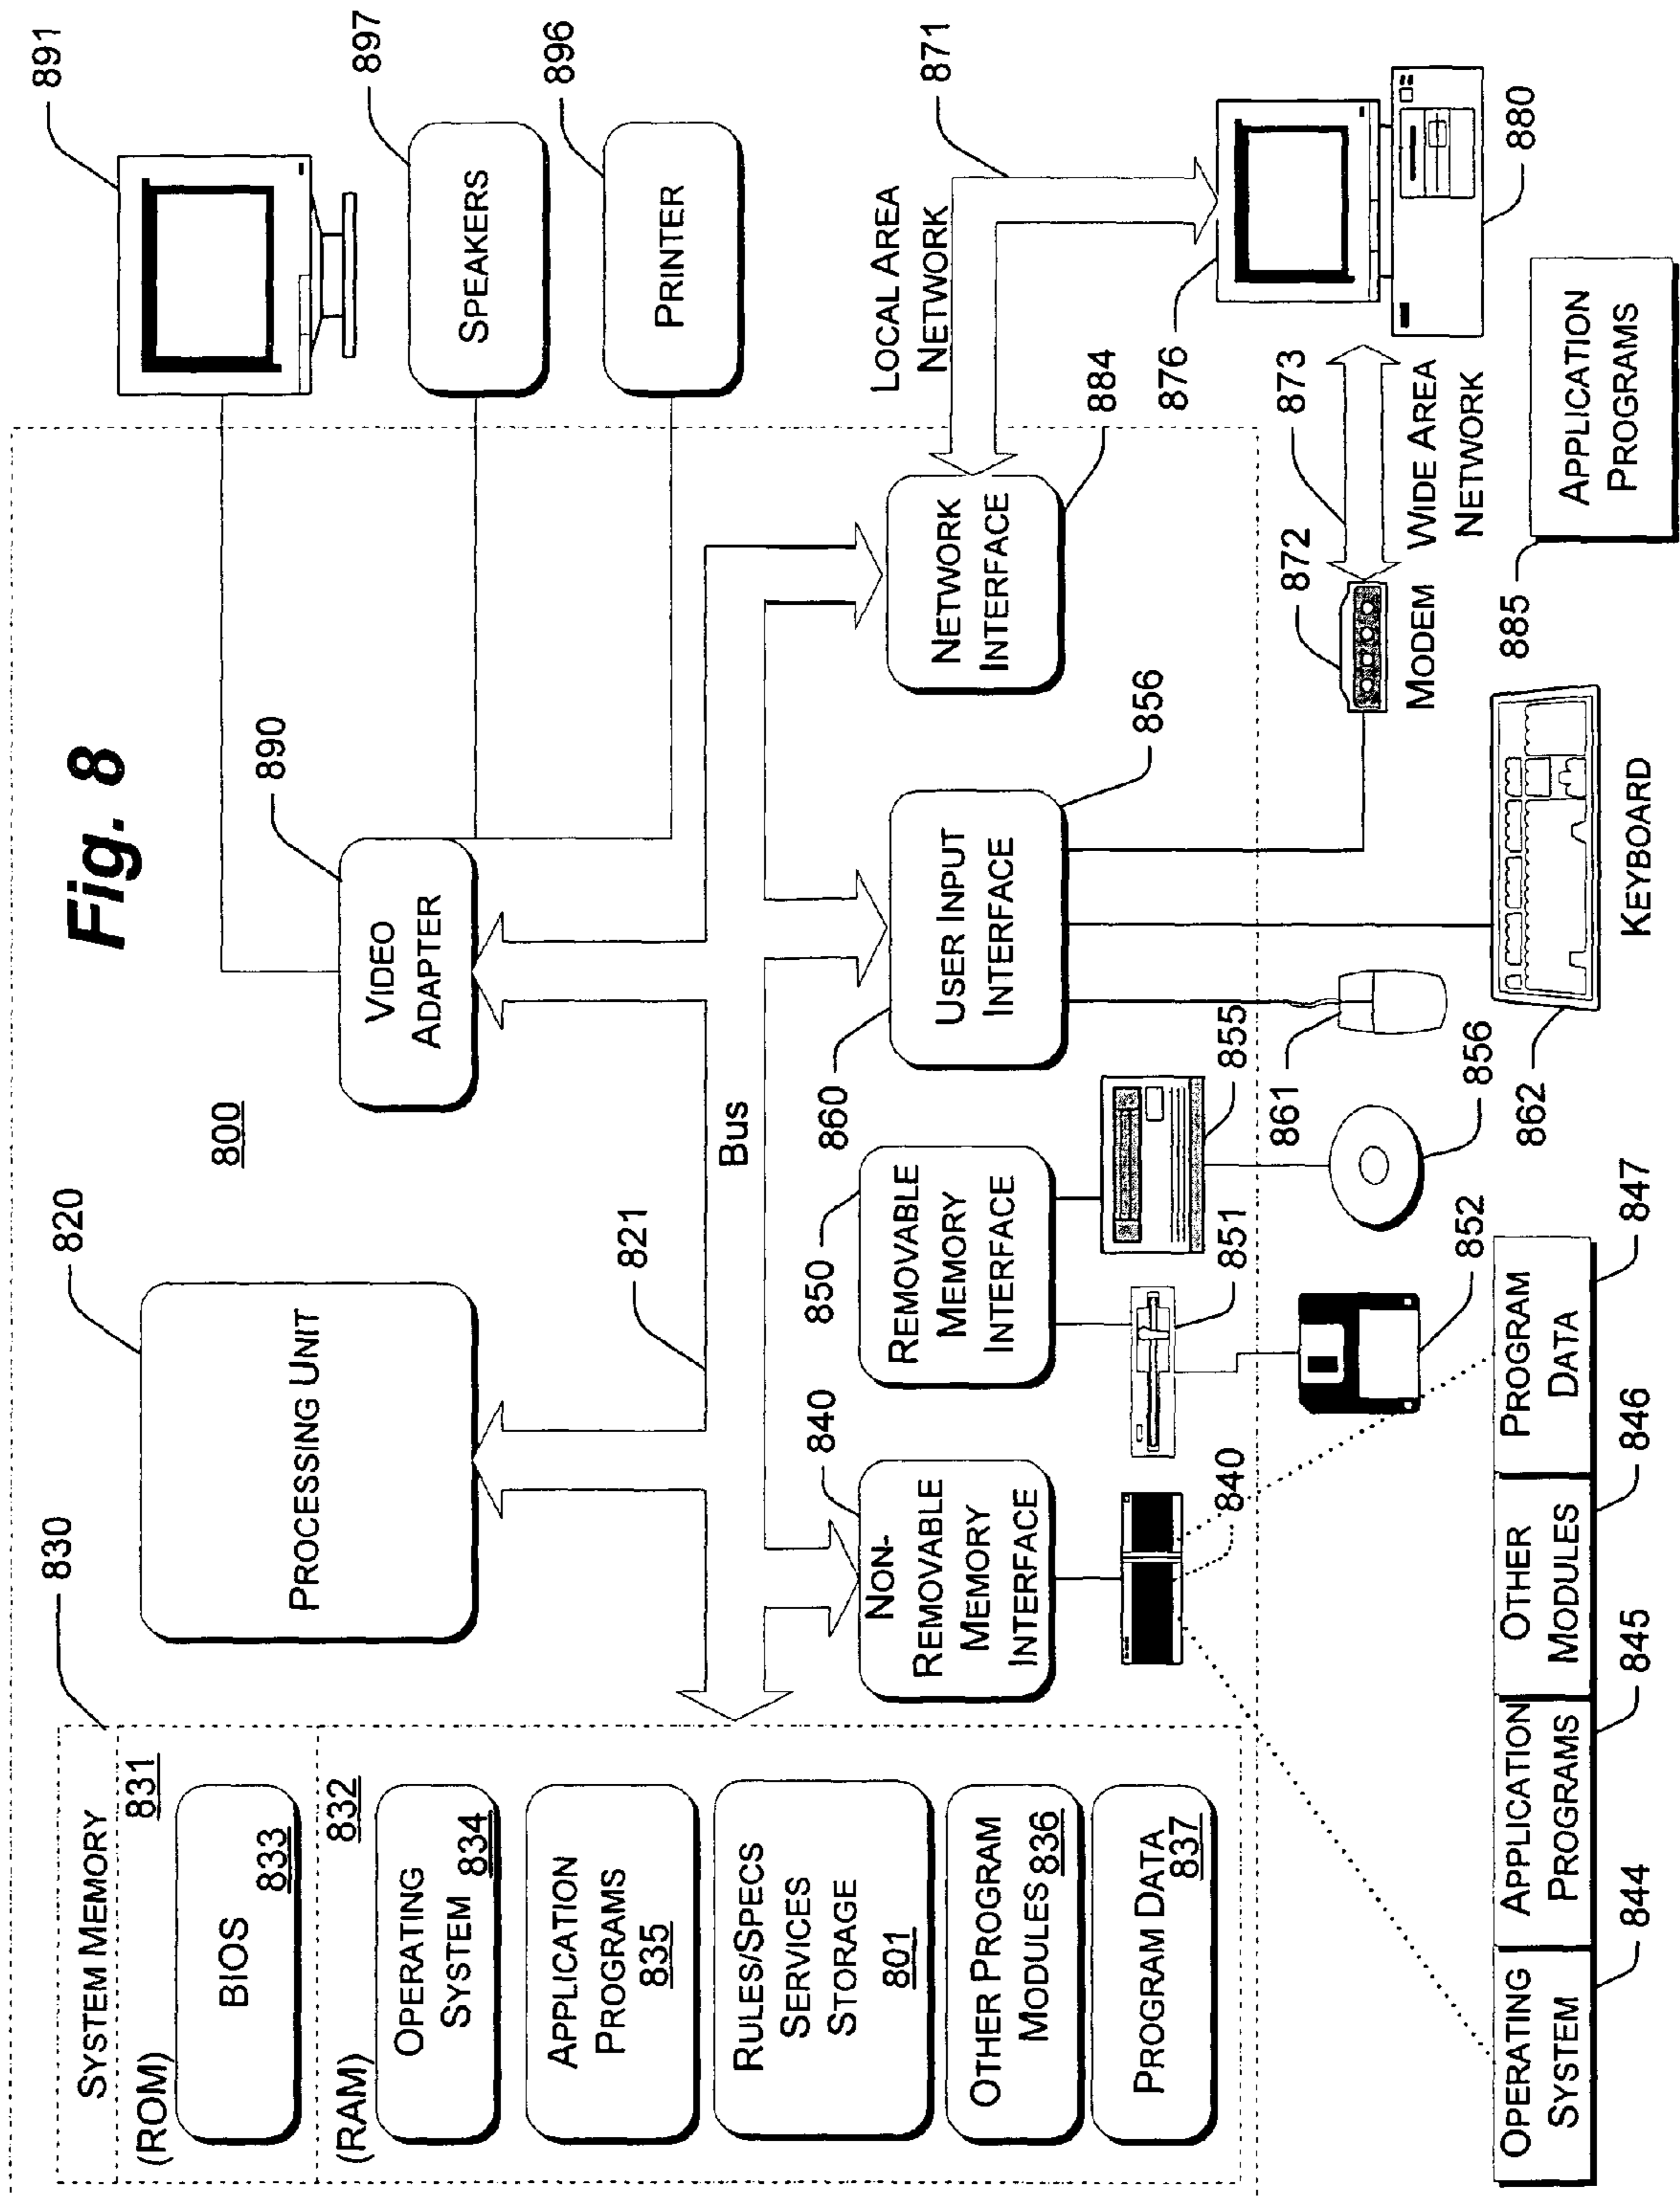 Fig. 8
800
SYSTEM MEMORY
830
(ROM) 831
BIOS
833
(RAM) 832
OPERATING
SYSTEM 834
APPLICATION
PROGRAMS
835
RULES/SPECS
SERVICES
STORAGE
801
OTHER PROGRAM
MODULES 836
PROGRAM DATA
837
820
PROCESSING UNIT
890
VIDEO
ADAPTER
891
897
SPEAKERS
896
PRINTER
821
Bus
840
NON-
REMOVABLE
MEMORY
INTERFACE
850
REMOVABLE
MEMORY
INTERFACE
860
USER INPUT
INTERFACE
856
NETWORK
INTERFACE
884
LOCAL AREA
NETWORK
871
840
851
855
852
856
861
862
KEYBOARD
872
MODEM
873
WIDE AREA
NETWORK
876
880
885
APPLICATION
PROGRAMS
OPERATING
SYSTEM
844
APPLICATION
PROGRAMS
845
OTHER
MODULES
846
PROGRAM
DATA
847